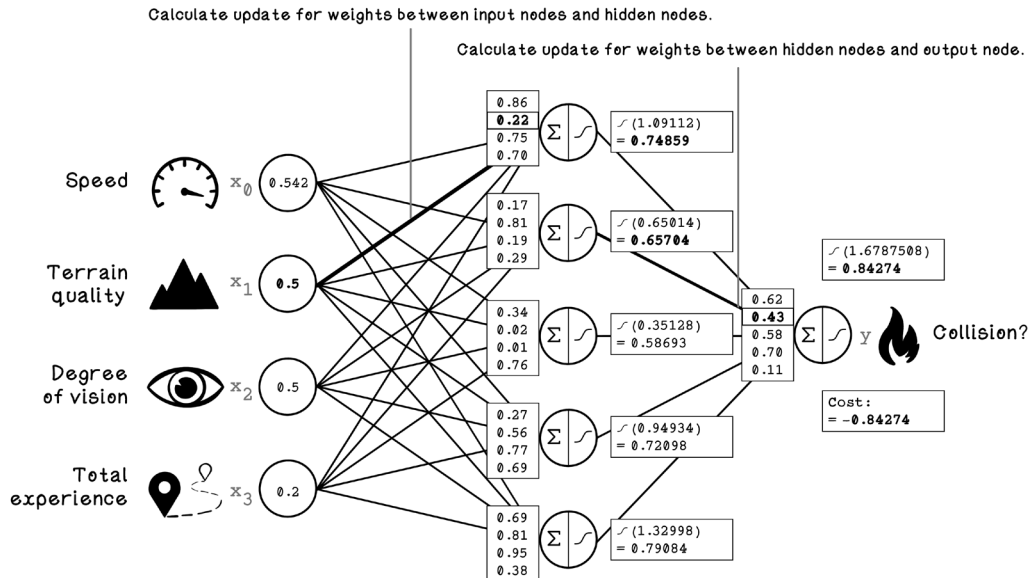 Calculate update for weights between input nodes and hidden nodes.
Calculate update for weights between hidden nodes and output node.
0.86
0.22
0.75
0.70
Σ
(1.09112)
= 0.74859
Speed
x0
0.542
0.17
0.81
0.19
0.29
Σ
(0.65014)
= 0.65704
Terrain
quality
x1
0.5
(1.6787508)
= 0.84274
0.34
0.02
0.01
0.76
Σ
(0.35128)
= 0.58693
0.62
0.43
0.58
0.70
0.11
Σ
y
Collision?
Degree
of vision
x2
0.5
Cost:
= -0.84274
0.27
0.56
0.77
0.69
Σ
(0.94934)
= 0.72098
Total
experience
x3
0.2
0.69
0.81
0.95
0.38
Σ
(1.32998)
= 0.79084